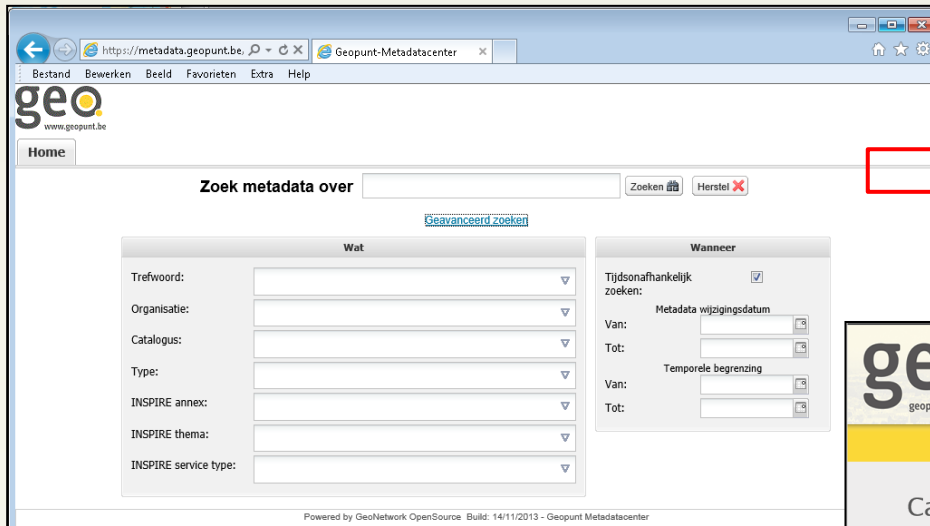 https://metadata.geopunt.be,
Geopunt-Metadatacenter
Bestand Bewerken Beeld Favorieten Extra Help
geo
www.geopunt.be
Home
Zoek metadata over
Zoeken
Herstel
Geavanceerd zoeken
Wat
Wanneer
Trefwoord:
Organisatie:
Catalogus:
Type:
INSPIRE annex:
INSPIRE thema:
INSPIRE service type:
Tijdsonafhankelijk
zoeken:
Metadata wijzigingsdatum
Van:
Tot:
Temporele begrenzing
Van:
Tot:
Powered by GeoNetwork OpenSource Build: 14/11/2013 - Geopunt Metadatacenter
ge
geop
Ca